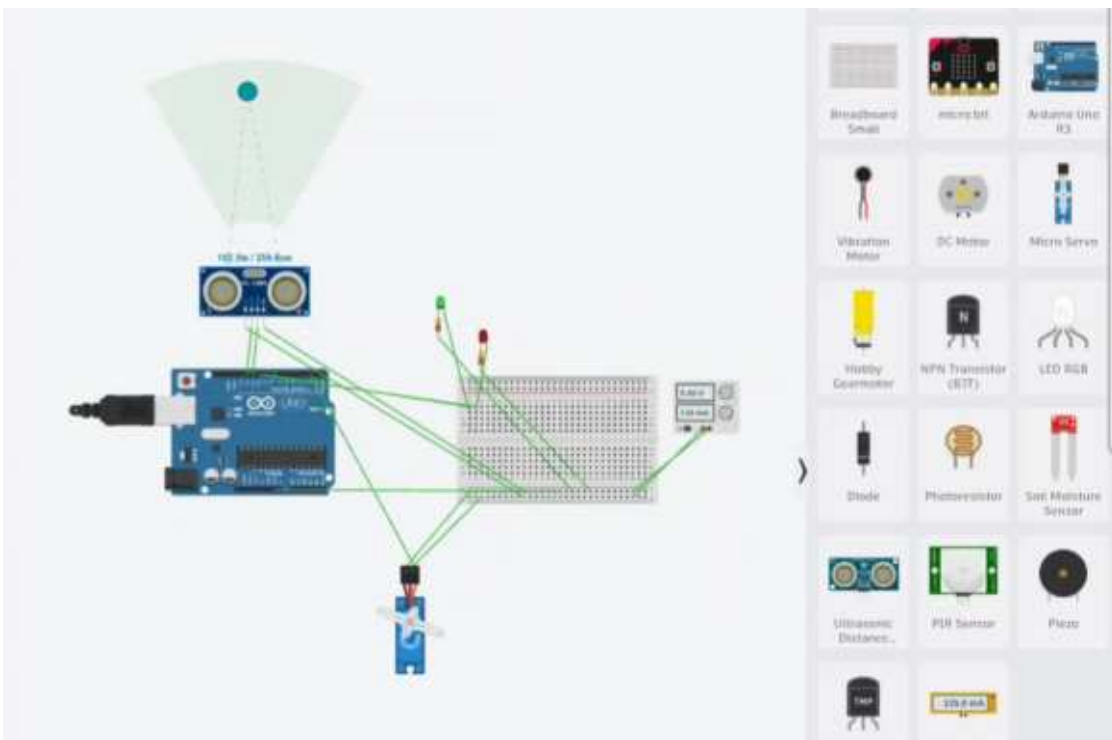 Breadboard
Small
micro:bit
Arduino Uno
R3
Vibration
Motor
DC Motor
Micro Servo
Hobby
Gearmotor
NPN Transistor
(BJT)
LED RGB
Diode
Photoresistor
Soil Moisture
Sensor
Ultrasonic
Distance...
PIR Sensor
Piezo
N
TMP
UNO